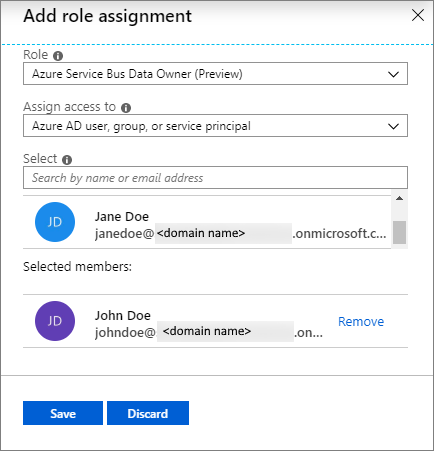 Add role assignment
Role
Azure Service Bus Data Owner (Preview)
Assign access to
Azure AD user, group, or service principal
Select
Search by name or email address
JD
Jane Doe
janedoe@ <domain name> .onmicrosoft.c...
Selected members:
JD
John Doe
johndoe@ <domain name> .on...
Remove
Save
Discard